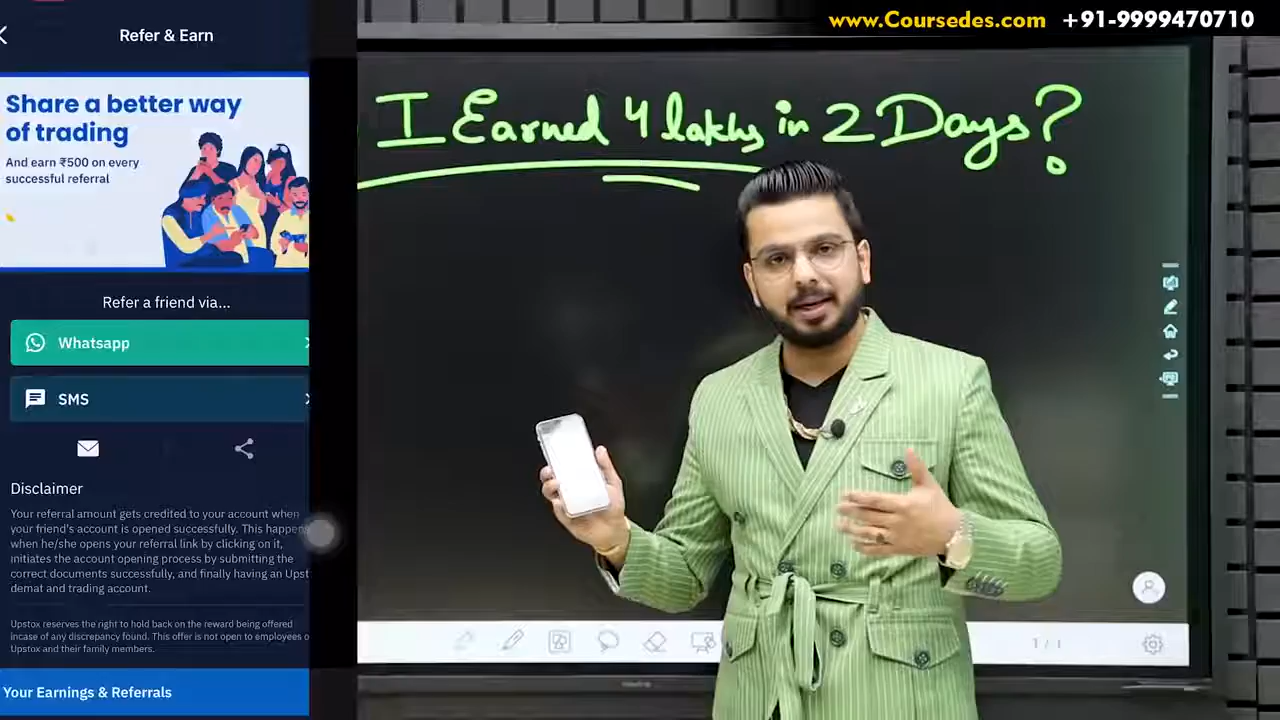 www.Coursedes.com +91-9999470710
Refer & Earn
Share a better way
of trading
And earn ₹500 on every
successful referral
Refer a friend via...
Whatsapp
SMS
Disclaimer
Your referral amount gets credited to your account when
your friend's account is opened successfully. This happens
when he/she opens your referral link by clicking on it,
initiates the account opening process by submitting the
correct documents successfully, and finally having an Upst
demat and trading account.
Upstox reserves the right to hold back on the reward being offered
incase of any discrepancy found. This offer is not open to employees o
Upstox and their family members.
Your Earnings & Referrals
I Earned 4 lakhs in 2 Days?
1 / 1